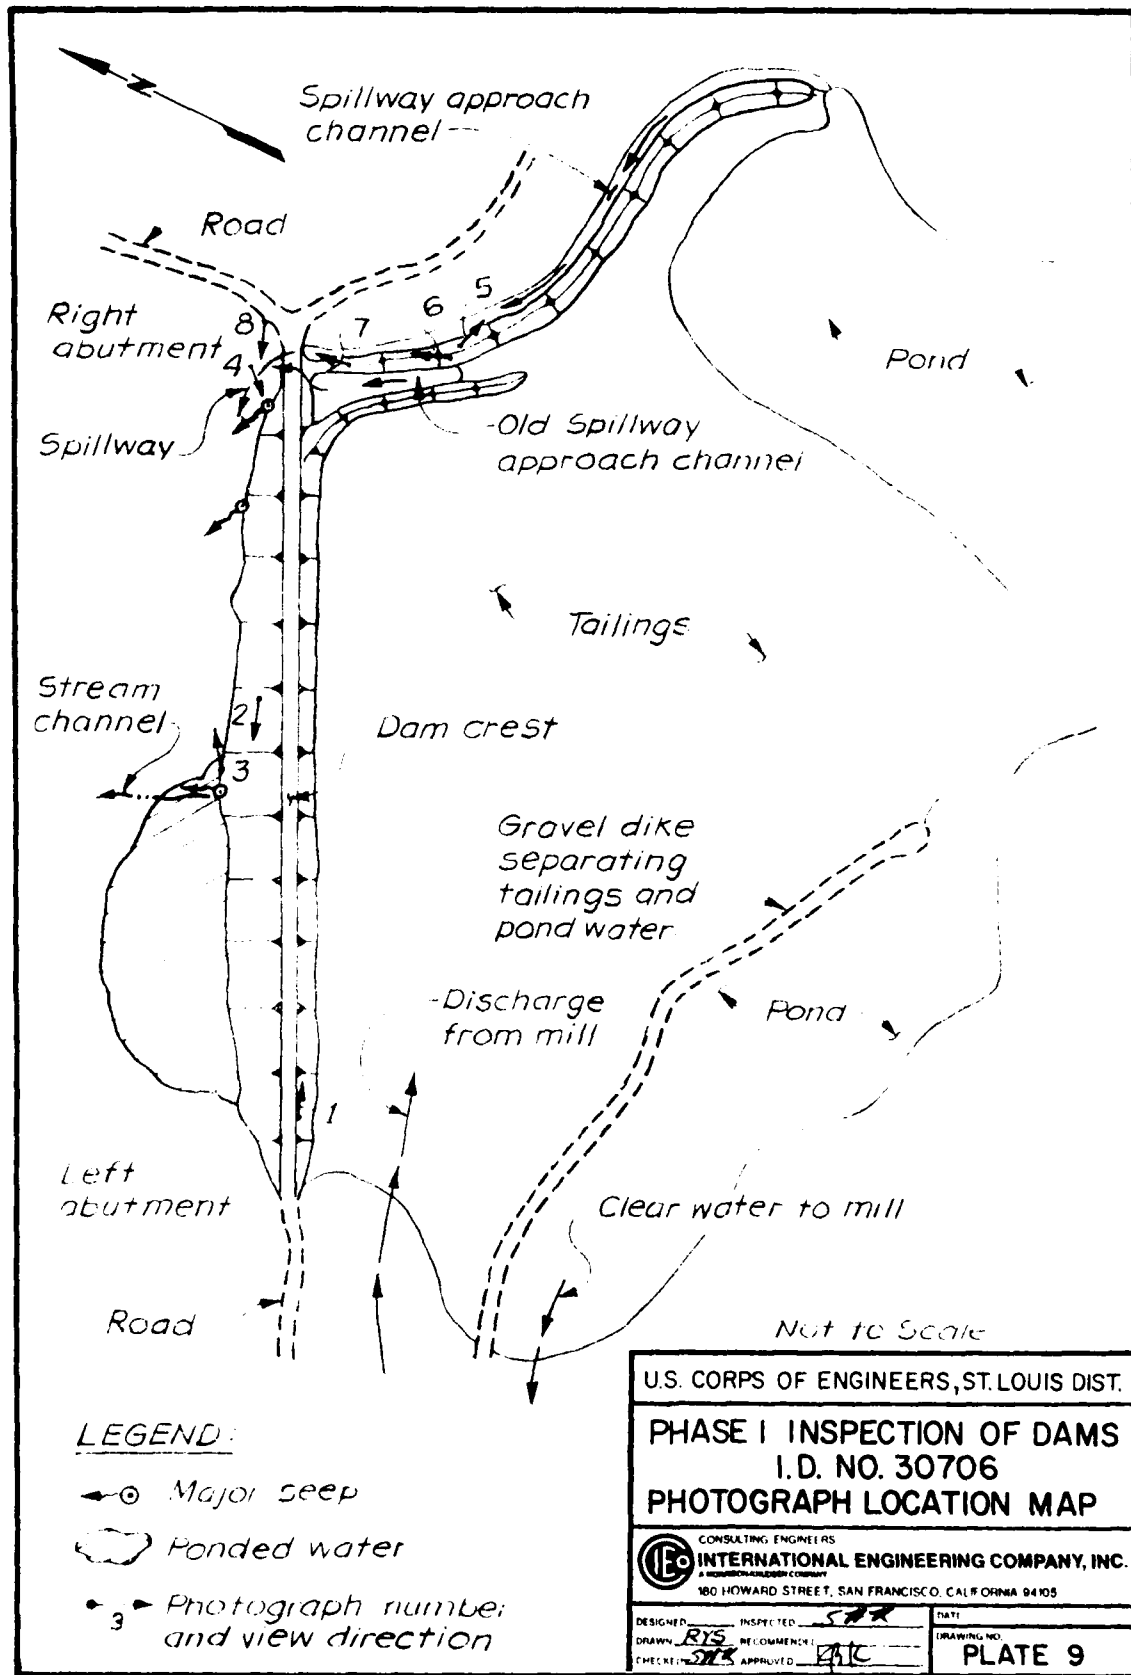 N
Spillway approach
channel
Road
Right
abutment
8
7
6
5
4
Spillway
Pond
Old Spillway
approach channel
Tailings
Stream
channel
2
3
Dam crest
Gravel dike
separating
tailings and
pond water
Discharge
from mill
Pond
1
Left
abutment
Clear water to mill
Road
Not to Scale
LEGEND:
Major seep
Ponded water
3
Photograph number
and view direction
U.S. CORPS OF ENGINEERS, ST. LOUIS DIST.
PHASE I INSPECTION OF DAMS
I.D. NO. 30706
PHOTOGRAPH LOCATION MAP
IECO
CONSULTING ENGINEERS
INTERNATIONAL ENGINEERING COMPANY, INC.
A MORRISON-KNUDSEN COMPANY
180 HOWARD STREET, SAN FRANCISCO, CALIFORNIA 94105
DESIGNED INSPECTED
DRAWN RYS RECOMMENDED
CHECKED APPROVED
DATE
DRAWING NO.
PLATE 9